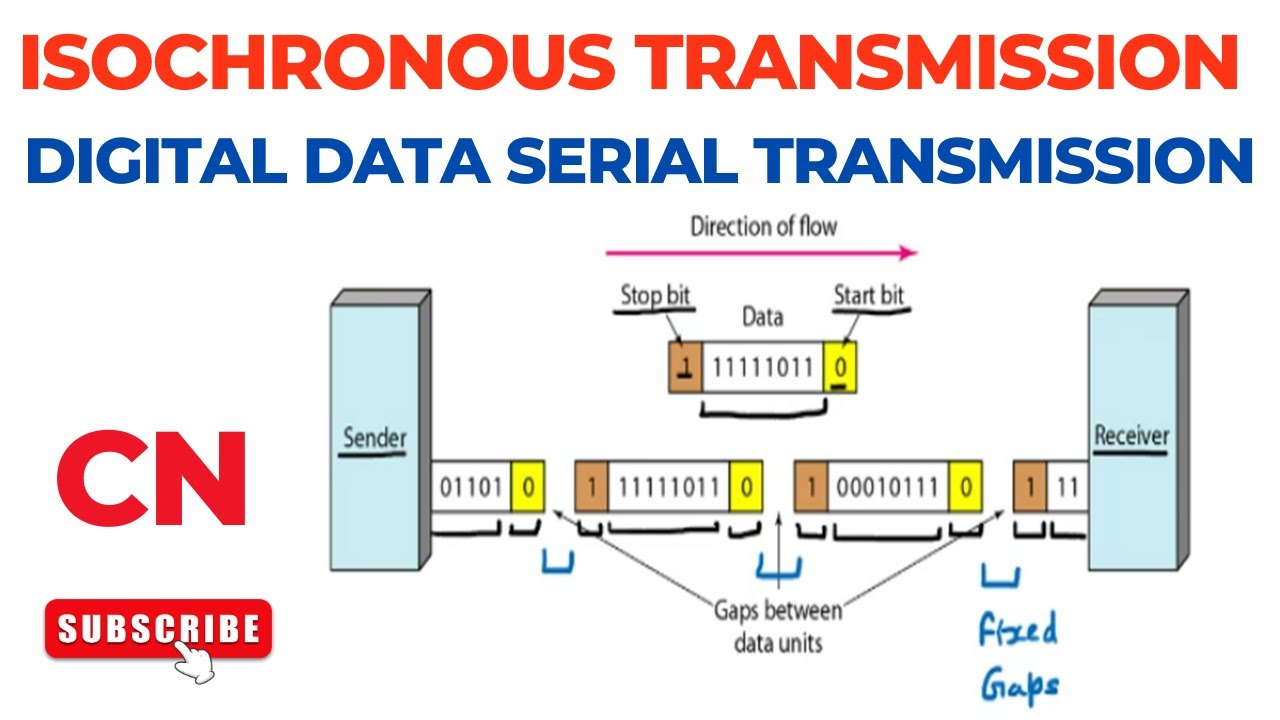 ISOCHRONOUS TRANSMISSION
DIGITAL DATA SERIAL TRANSMISSION
Direction of flow
Stop bit
Start bit
Data
1 11111011 0
Sender
Receiver
CN
01101 0 1 11111011 0 1 00010111 0 1 11
Gaps between
data units
SUBSCRIBE
Fixed
Gaps